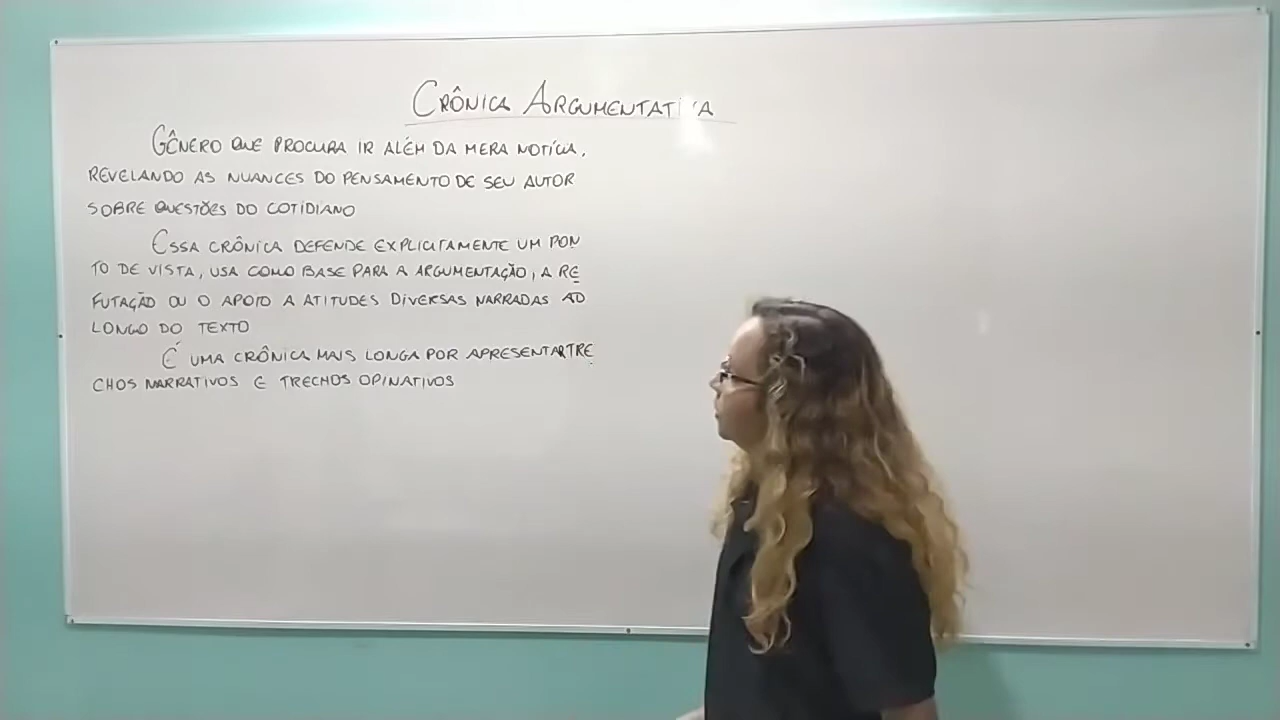 CRÔNICA ARGUMENTATIVA
GÊNERO QUE PROCURA IR ALÉM DA MERA NOTÍCIA,
REVELANDO AS NUANCES DO PENSAMENTO DE SEU AUTOR
SOBRE QUESTÕES DO COTIDIANO
ESSA CRÔNICA DEFENDE EXPLICITAMENTE UM PON
TO DE VISTA, USA COMO BASE PARA A ARGUMENTAÇÃO, A RE
FUTAÇÃO OU O APOIO A ATITUDES DIVERSAS NARRADAS AO
LONGO DO TEXTO
É UMA CRÔNICA MAIS LONGA POR APRESENTAR TRE
CHOS NARRATIVOS E TRECHOS OPINATIVOS